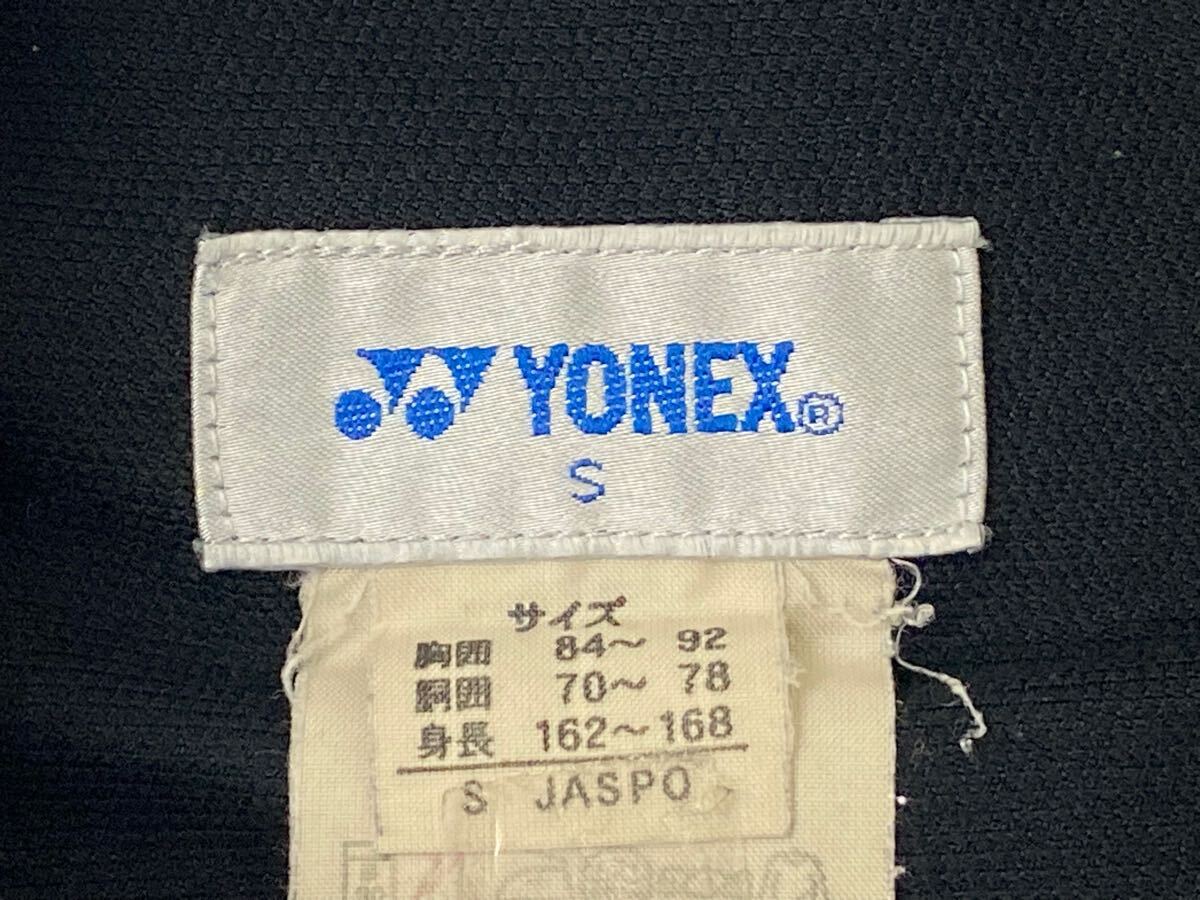 YONEX®
S
サイズ
胸囲 84～ 92
胴囲 70～ 78
身長 162～168
S JASPO